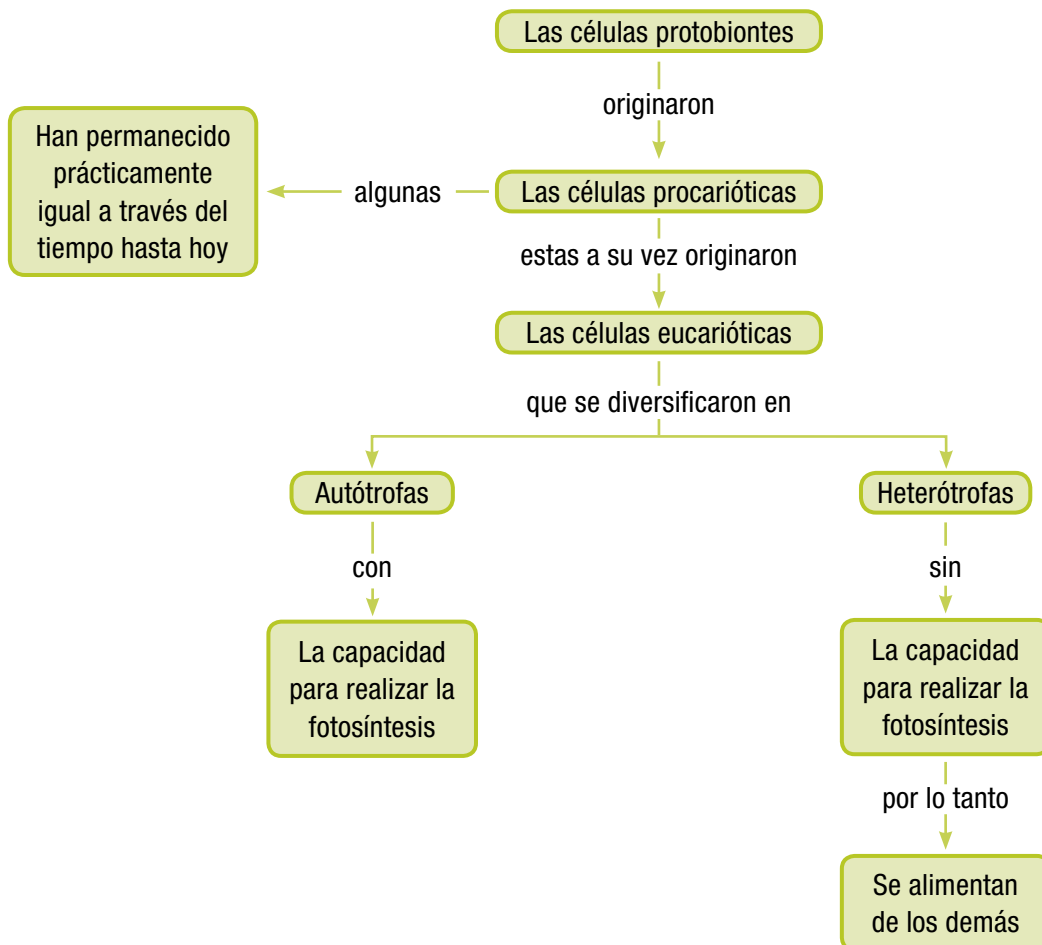 Las células protobiontes
originaron
Han permanecido
prácticamente
igual a través del
tiempo hasta hoy
algunas
Las células procarióticas
estas a su vez originaron
Las células eucarióticas
que se diversificaron en
Autótrofas
Heterótrofas
con
sin
La capacidad
para realizar la
fotosíntesis
La capacidad
para realizar la
fotosíntesis
por lo tanto
Se alimentan
de los demás